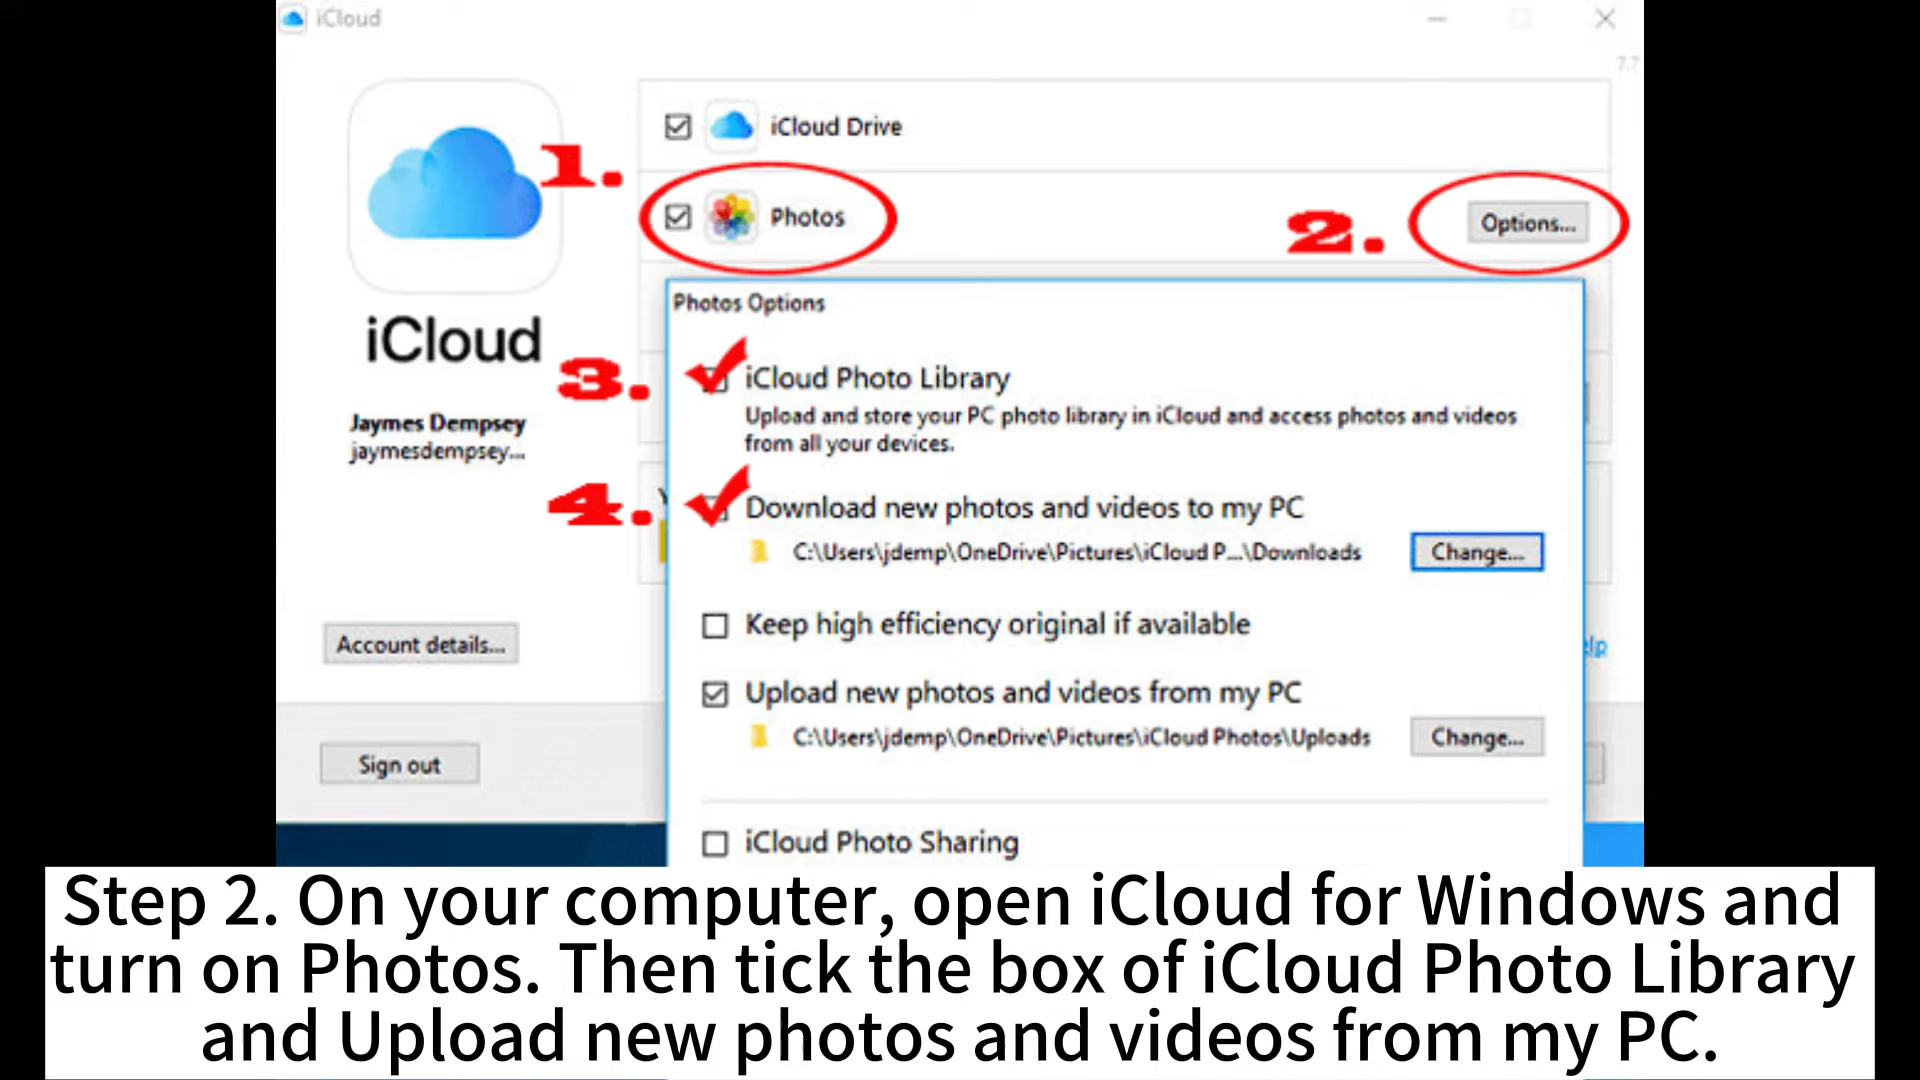 iCloud
7.7
iCloud Drive
1.
Photos
2.
Options...
Photos Options
iCloud
3.
iCloud Photo Library
Upload and store your PC photo library in iCloud and access photos and videos
from all your devices.
Jaymes Dempsey
jaymesdempsey...
4.
Download new photos and videos to my PC
C:\Users\jdemp\OneDrive\Pictures\iCloud P...\Downloads
Change...
Keep high efficiency original if available
Account details...
Upload new photos and videos from my PC
C:\Users\jdemp\OneDrive\Pictures\iCloud Photos\Uploads
Change...
Sign out
iCloud Photo Sharing
Step 2. On your computer, open iCloud for Windows and
turn on Photos. Then tick the box of iCloud Photo Library
and Upload new photos and videos from my PC.